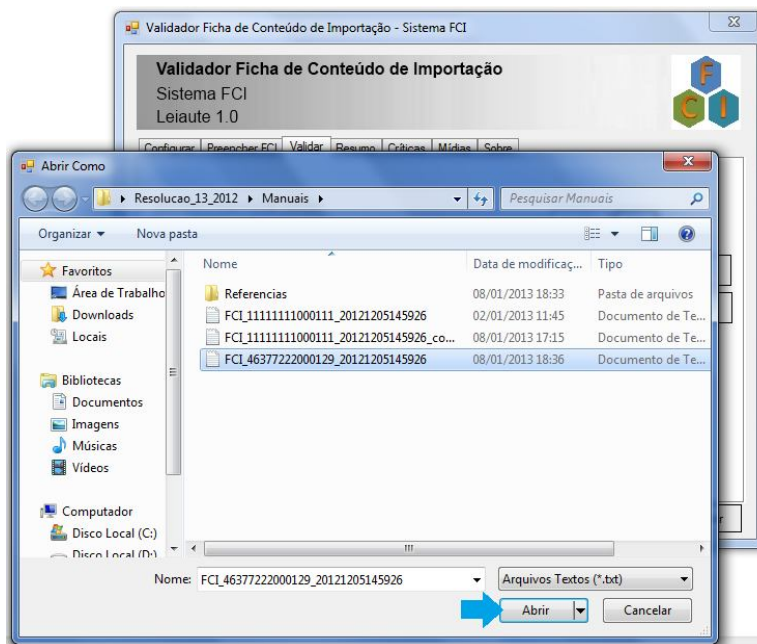 Validador Ficha de Conteúdo de Importação - Sistema FCI
Validador Ficha de Conteúdo de Importação
Sistema FCI
Leiaute 1.0
F
C I
Configurar Preencher FCI Validar Resumo Críticas Mídias Sobre
Abrir Como
Resolucao_13_2012 Manuais
Pesquisar Manuais
Organizar Nova pasta
Favoritos
Área de Trabalho
Downloads
Locais
Bibliotecas
Documentos
Imagens
Músicas
Vídeos
Computador
Disco Local (C:)
Disco Local (D:)
Nome Data de modificaç... Tipo
Referencias 08/01/2013 18:33 Pasta de arquivos
FCI_11111111000111_20121205145926 02/01/2013 11:45 Documento de Te...
FCI_11111111000111_20121205145926_co... 08/01/2013 17:15 Documento de Te...
FCI_46377222000129_20121205145926 08/01/2013 18:36 Documento de Te...
Nome: FCI_46377222000129_20121205145926 Arquivos Textos (*.txt)
Abrir Cancelar